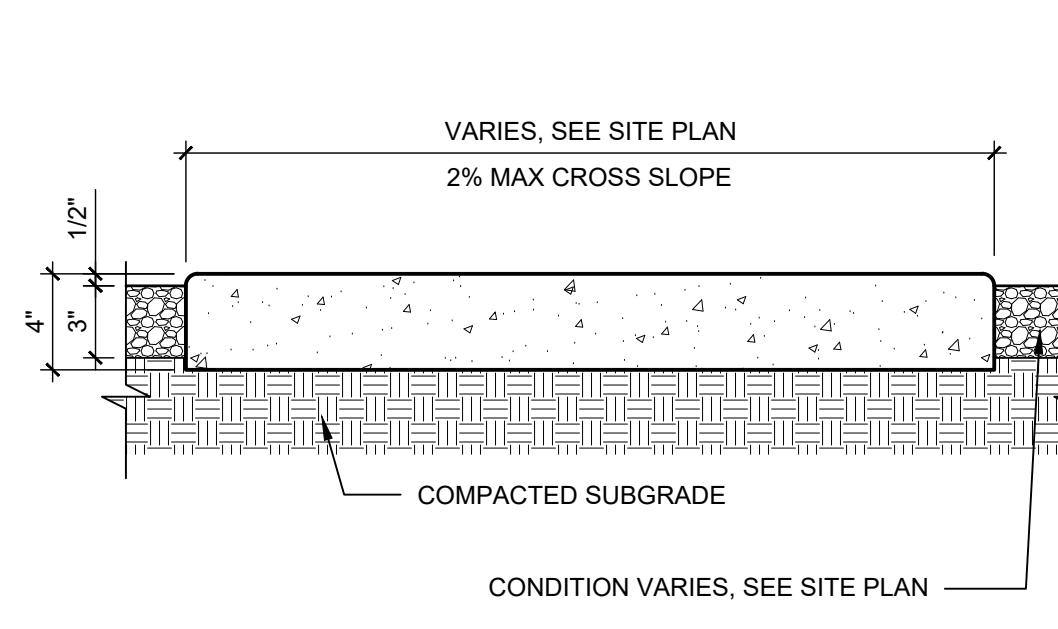 VARIES, SEE SITE PLAN
2% MAX CROSS SLOPE
1/2"
4"
3"
COMPACTED SUBGRADE
CONDITION VARIES, SEE SITE PLAN